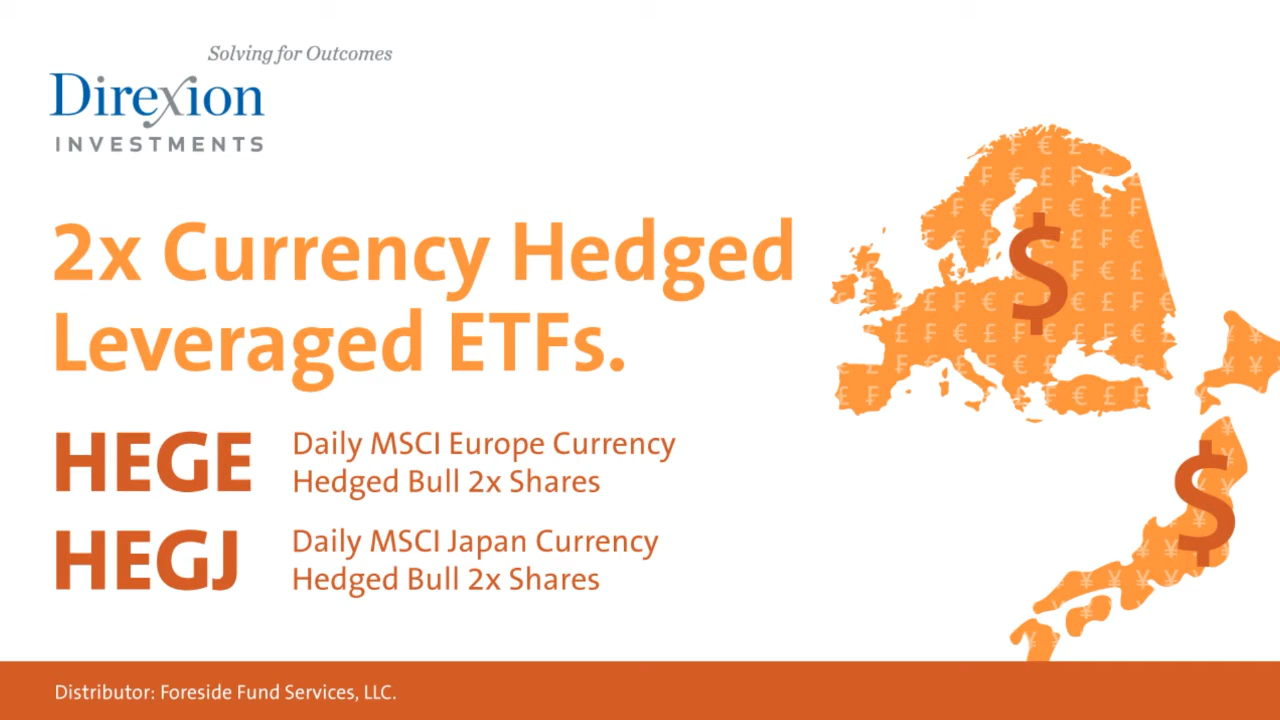 Solving for Outcomes
Direxion
INVESTMENTS
2x Currency Hedged
Leveraged ETFs.
HEGE
Daily MSCI Europe Currency
Hedged Bull 2x Shares
HEGJ
Daily MSCI Japan Currency
Hedged Bull 2x Shares
$
$
Distributor: Foreside Fund Services, LLC.